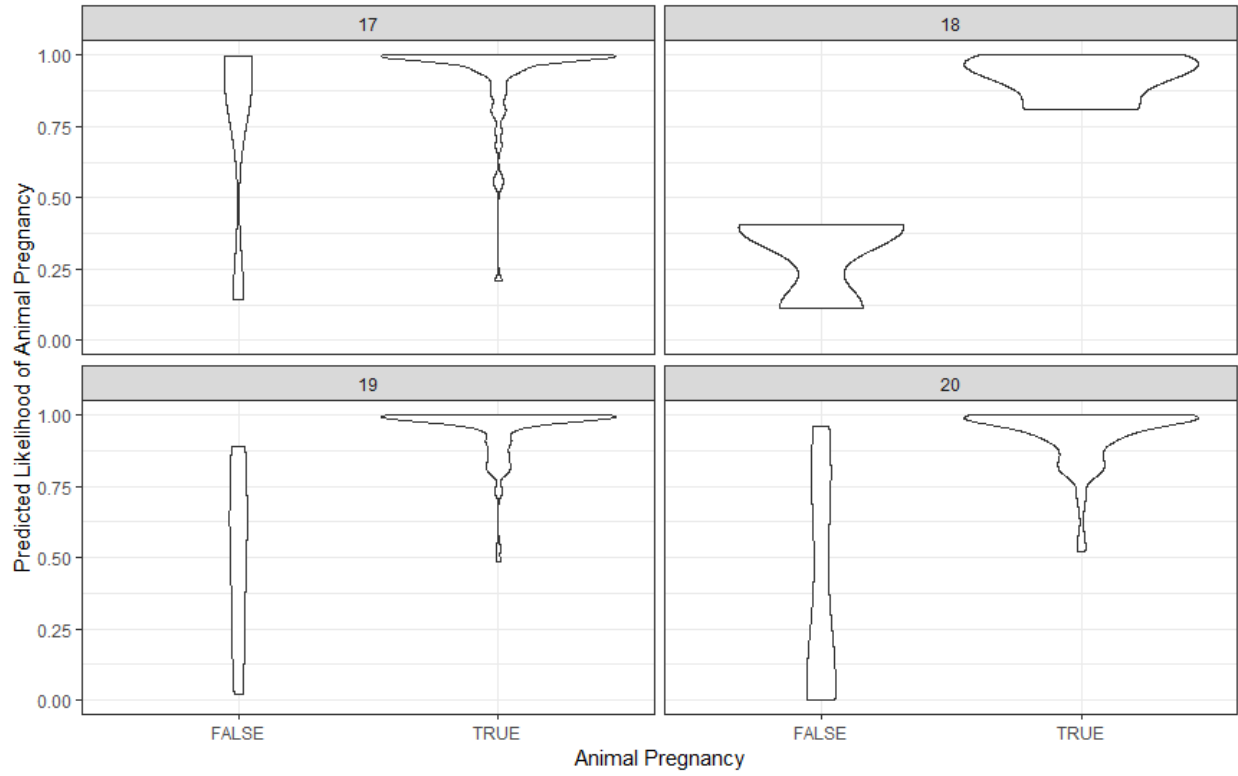 17
18
1.00
0.75
0.50
0.25
0.00
19
20
1.00
0.75
0.50
0.25
0.00
FALSE
TRUE
FALSE
TRUE
Animal Pregnancy
Predicted Likelihood of Animal Pregnancy